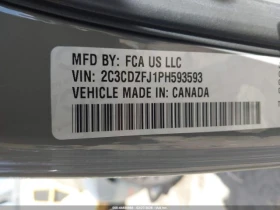 MFD BY: FCA US LLC
VIN: 2C3CDZFJ1PH593593
VEHICLE MADE IN: CANADA